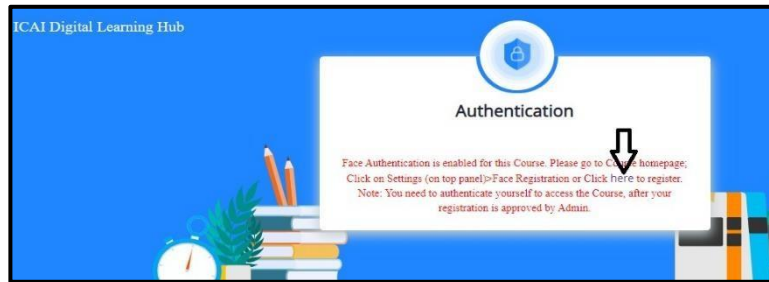 ICAI Digital Learning Hub
Authentication
Face Authentication is enabled for this Course. Please go to Course homepage;
Click on Settings (on top panel)>Face Registration or Click here to register.
Note: You need to authenticate yourself to access the Course, after your
registration is approved by Admin.